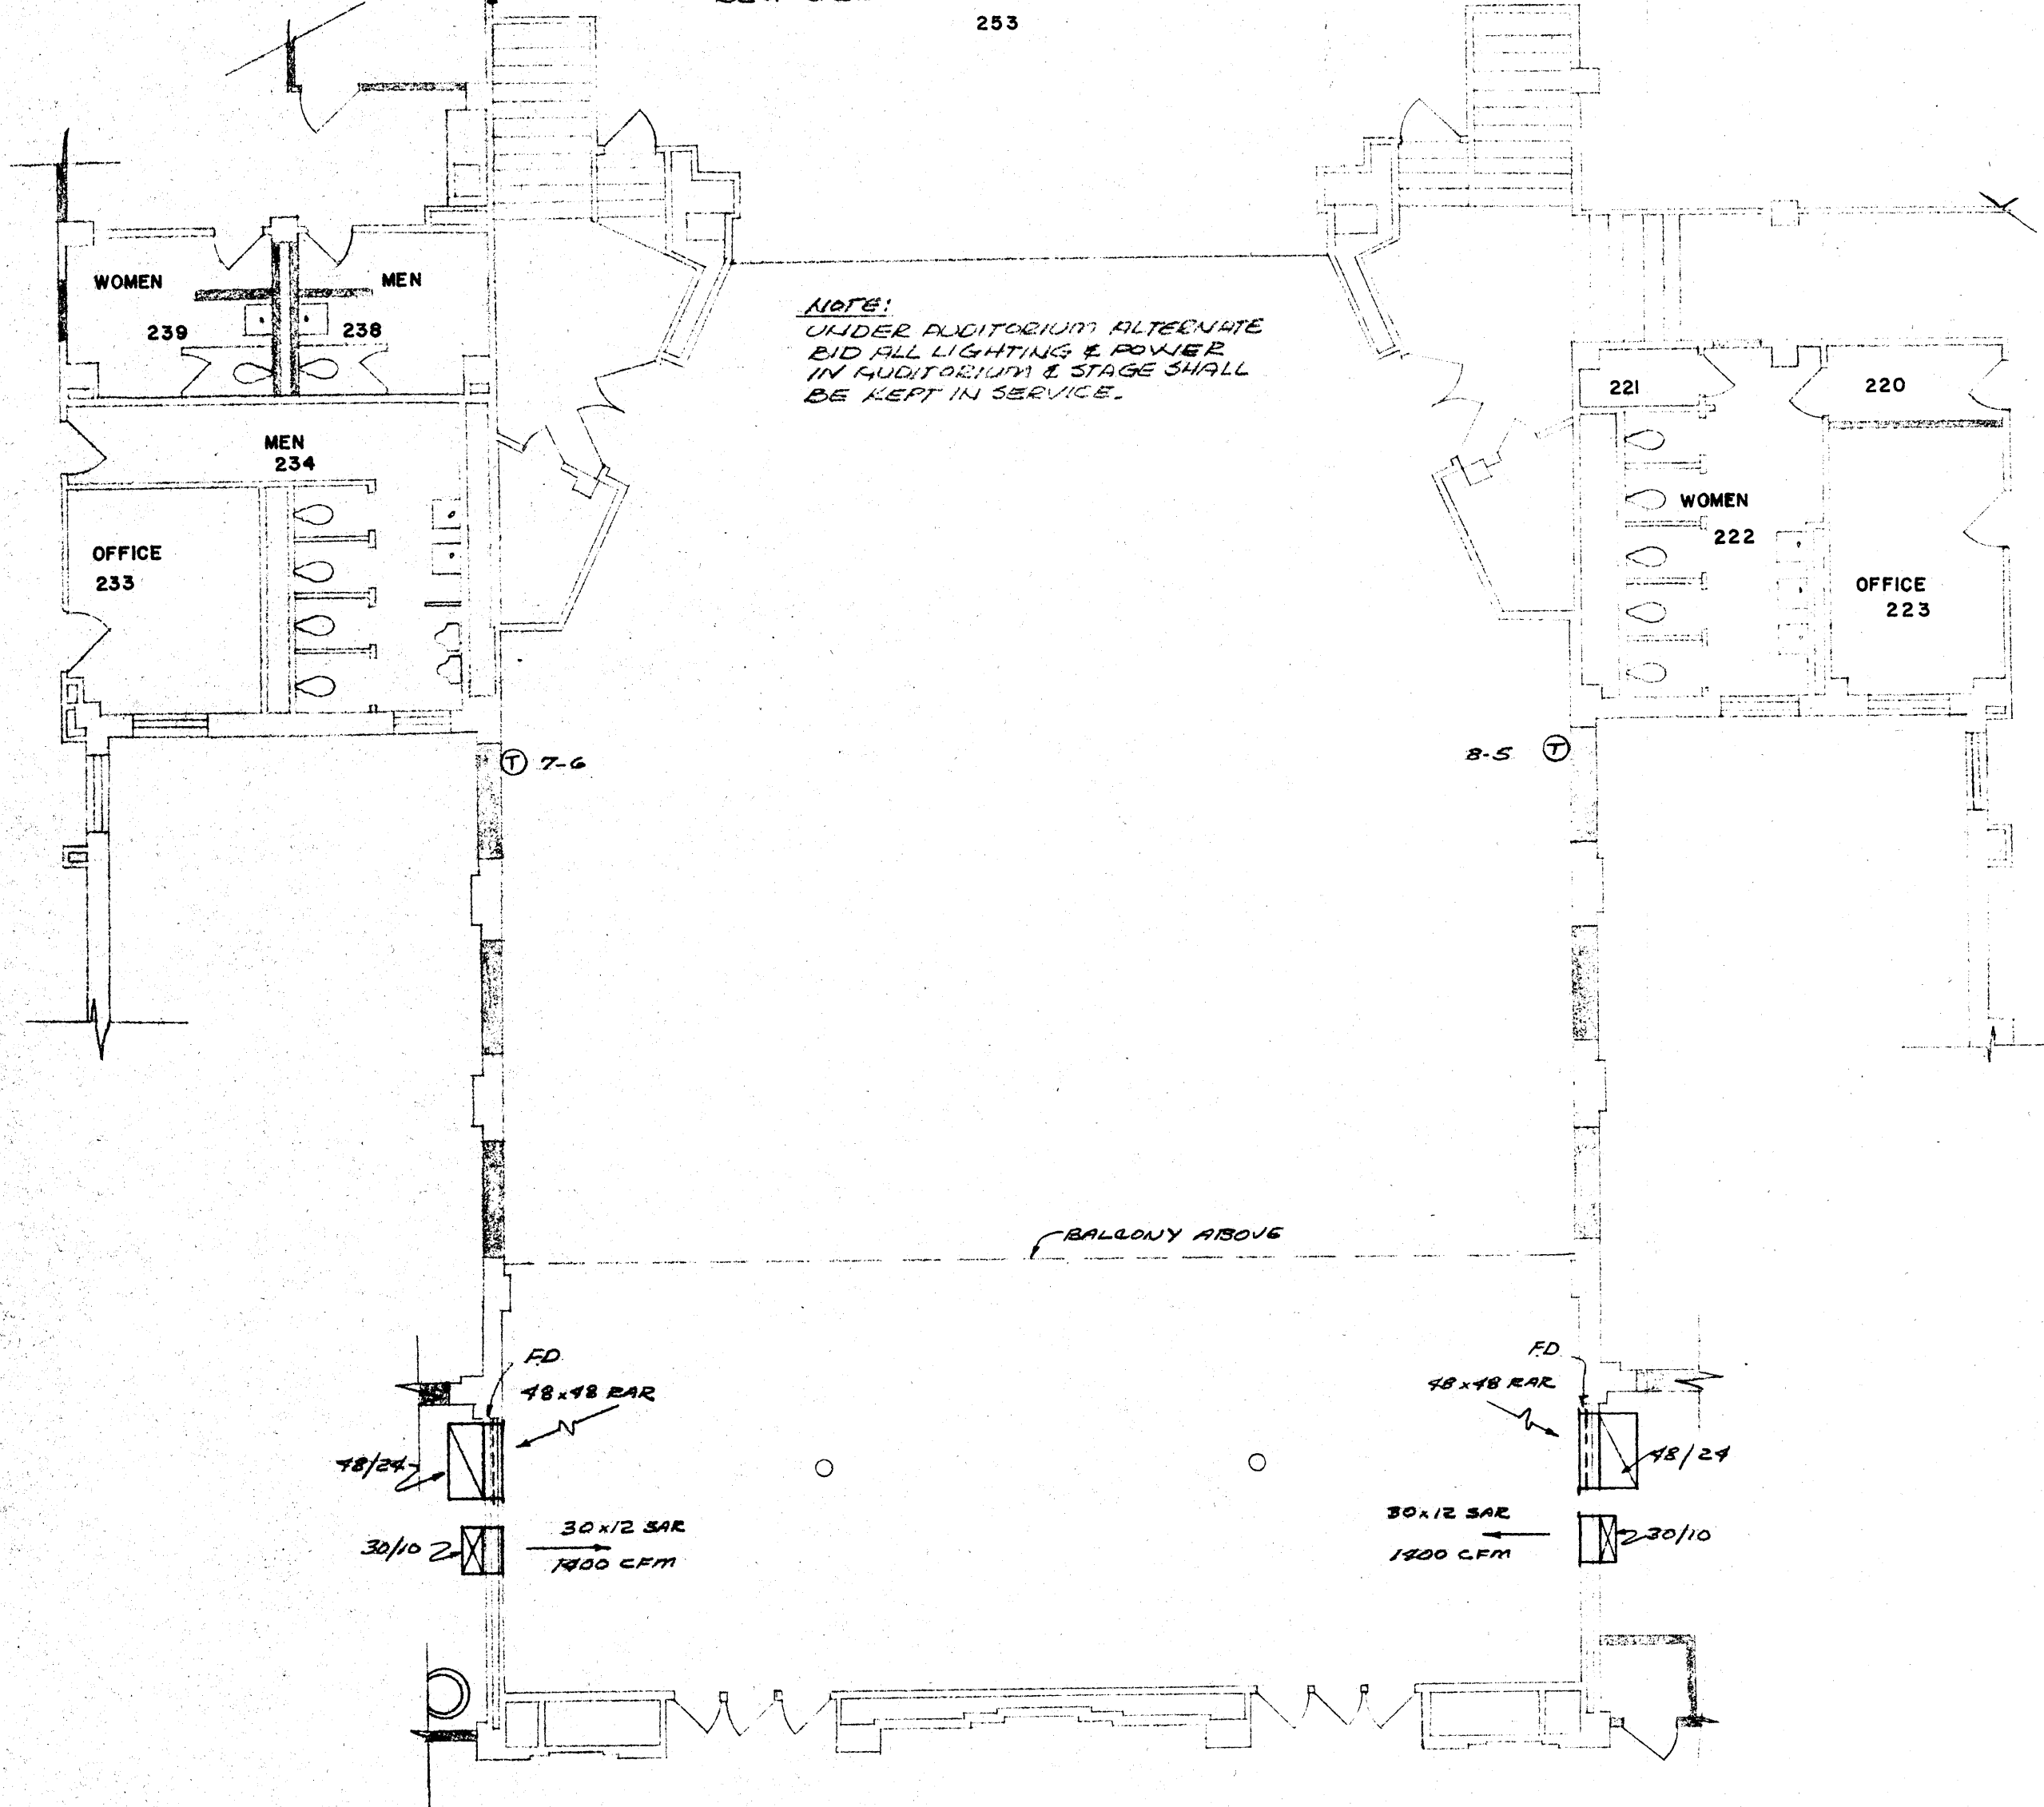 253
WOMEN
239
MEN
238
NOTE:
UNDER AUDITORIUM ALTERNATE
BID ALL LIGHTING & POWER
IN AUDITORIUM & STAGE SHALL
BE KEPT IN SERVICE.
221
220
MEN
234
WOMEN
222
OFFICE
233
OFFICE
223
T 7-6
8-5 T
BALCONY ABOVE
FD
48x48 RAR
FD
48x48 RAR
48/24
48/24
30x12 SAR
1400 CFM
30/10
30x12 SAR
1400 CFM
30/10